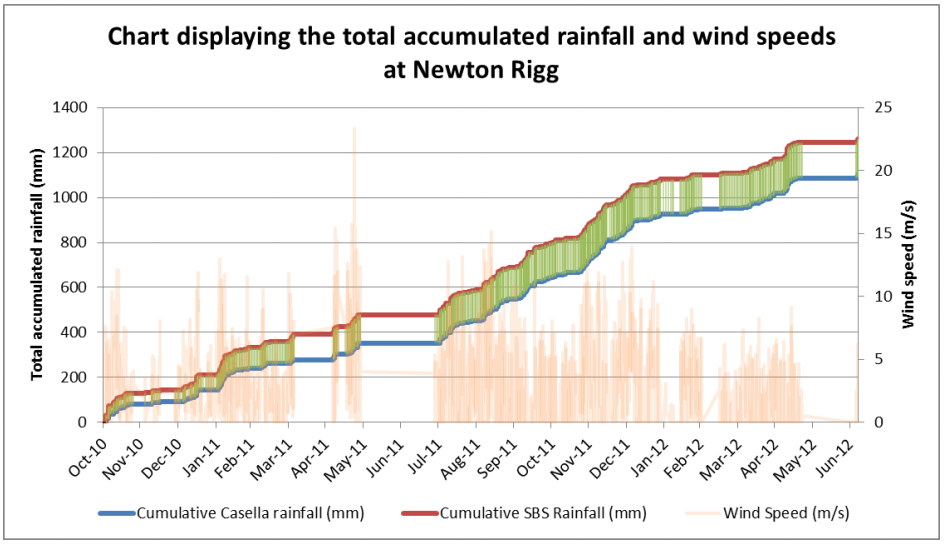 Chart displaying the total accumulated rainfall and wind speeds
at Newton Rigg
Total accumulated rainfall (mm)
1400
1200
1000
800
600
400
200
0
25
20
15
10
5
0
Wind speed (m/s)
Oct-10
Nov-10
Dec-10
Jan-11
Feb-11
Mar-11
Apr-11
May-11
Jun-11
Jul-11
Aug-11
Sep-11
Oct-11
Nov-11
Dec-11
Jan-12
Feb-12
Mar-12
Apr-12
May-12
Jun-12
Cumulative Casella rainfall (mm)
Cumulative SBS Rainfall (mm)
Wind Speed (m/s)